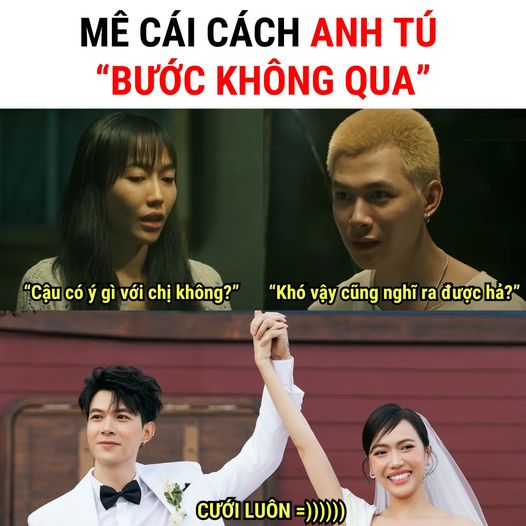 MÊ CÁI CÁCH ANH TÚ
“BƯỚC KHÔNG QUA”
“Cậu có ý gì với chị không?”
“Khó vậy cũng nghĩ ra được hả?”
CƯỚI LUÔN =))))))